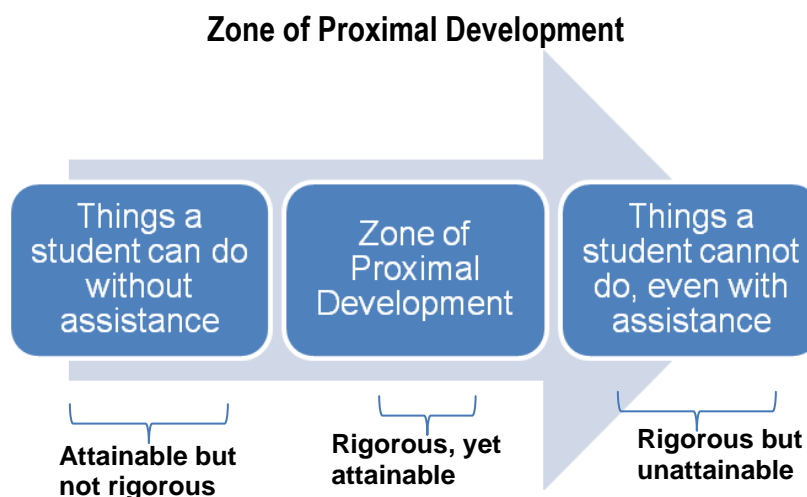 Zone of Proximal Development
Things a
student can do
without
assistance
Zone of
Proximal
Development
Things a
student cannot
do, even with
assistance
Attainable but
not rigorous
Rigorous, yet
attainable
Rigorous but
unattainable